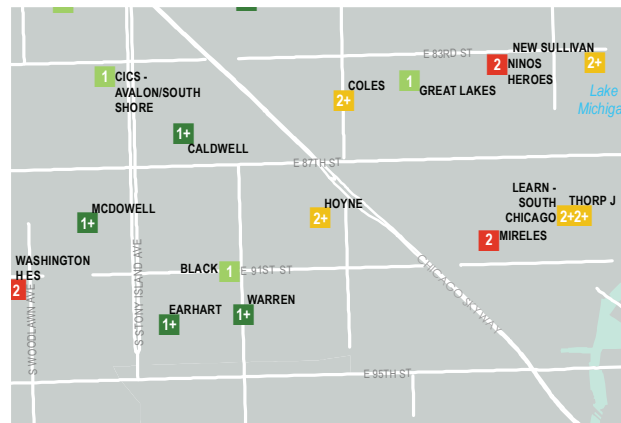 E 83RD ST
NEW SULLIVAN
2
NINOS
HEROES
2+
1
CICS -
AVALON/SOUTH
SHORE
COLES
2+
1
GREAT LAKES
Lake
Michiga
1+
CALDWELL
E 87TH ST
LEARN -
SOUTH
CHICAGO
THORP J
2+2+
MCDOWELL
1+
HOYNE
2+
2
MIRELES
WASHINGTON
H ES
2
BLACK
1
E 91ST ST
S WOODLAWN AVE
S STONY ISLAND AVE
CHICAGO SKYWAY
1+
EARHART
1+
WARREN
E 95TH ST